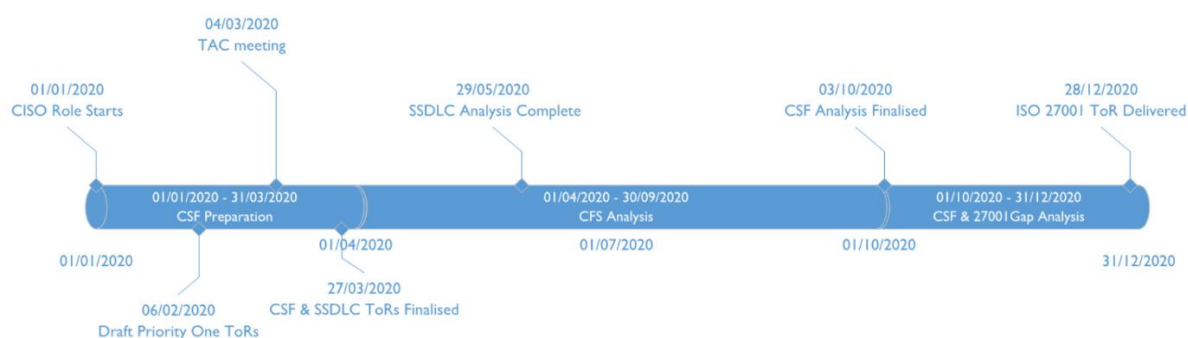 04/03/2020
TAC meeting
01/01/2020
CISO Role Starts
29/05/2020
SSDLC Analysis Complete
03/10/2020
CSF Analysis Finalised
28/12/2020
ISO 27001 ToR Delivered
01/01/2020 - 31/03/2020
CSF Preparation
01/04/2020 - 30/09/2020
CFS Analysis
01/10/2020 - 31/12/2020
CSF & 27001Gap Analysis
01/01/2020
01/04/2020
01/07/2020
01/10/2020
31/12/2020
27/03/2020
CSF & SSDLC ToRs Finalised
06/02/2020
Draft Priority One ToRs